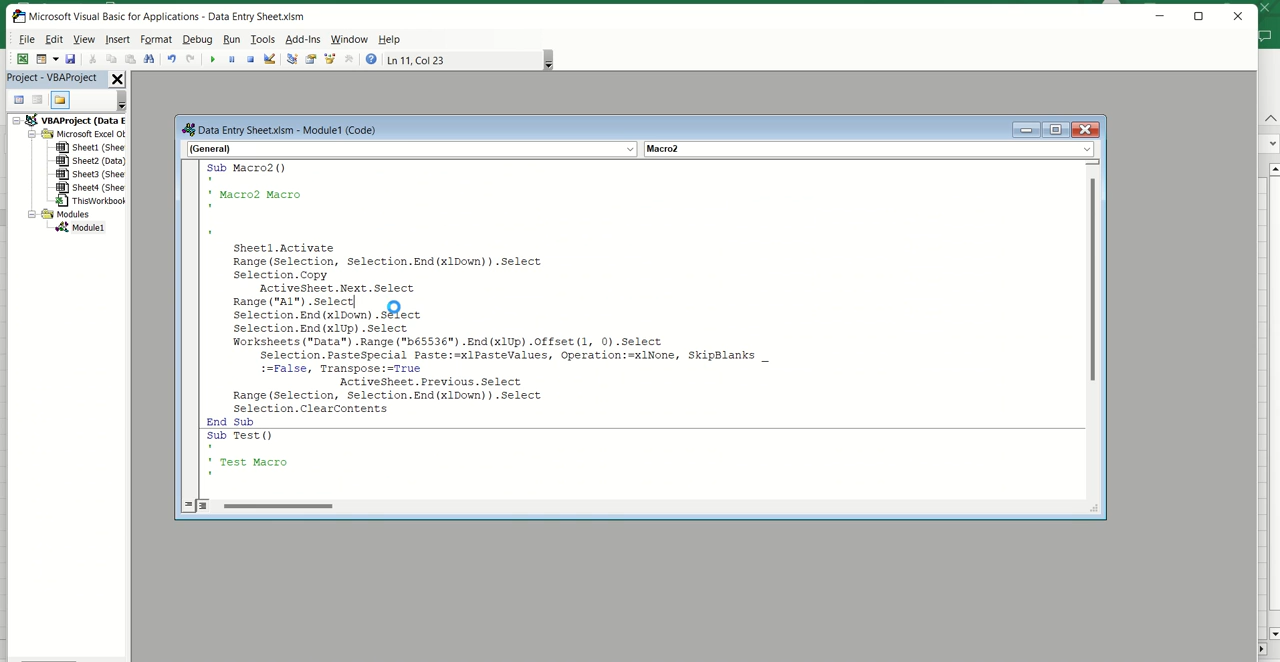 Microsoft Visual Basic for Applications - Data Entry Sheet.xlsm
File Edit View Insert Format Debug Run Tools Add-Ins Window Help
Ln 11, Col 23
Project - VBAProject
VBAProject (Data E
Microsoft Excel Ob
Sheet1 (Shee
Sheet2 (Data)
Sheet3 (Shee
Sheet4 (Shee
ThisWorkbook
Modules
Module1
Data Entry Sheet.xlsm - Module1 (Code)
(General) Macro2
Sub Macro2()
'
' Macro2 Macro
'
'
Sheet1.Activate
Range(Selection, Selection.End(xlDown)).Select
Selection.Copy
ActiveSheet.Next.Select
Range("A1").Select
Selection.End(xlDown).Select
Selection.End(xlUp).Select
Worksheets("Data").Range("b65536").End(xlUp).Offset(1, 0).Select
Selection.PasteSpecial Paste:=xlPasteValues, Operation:=xlNone, SkipBlanks _
:=False, Transpose:=True
ActiveSheet.Previous.Select
Range(Selection, Selection.End(xlDown)).Select
Selection.ClearContents
End Sub
Sub Test()
'
' Test Macro
'